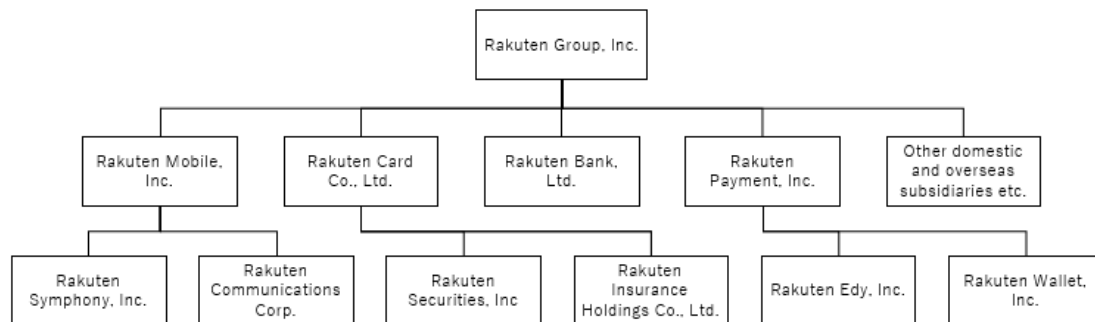 Rakuten Group, Inc.
Rakuten Mobile,
Inc.
Rakuten Card
Co., Ltd.
Rakuten Bank,
Ltd.
Rakuten
Payment, Inc.
Other domestic
and overseas
subsidiaries etc.
Rakuten
Symphony, Inc.
Rakuten
Communications
Corp.
Rakuten
Securities, Inc
Rakuten
Insurance
Holdings Co., Ltd.
Rakuten Edy, Inc.
Rakuten Wallet,
Inc.